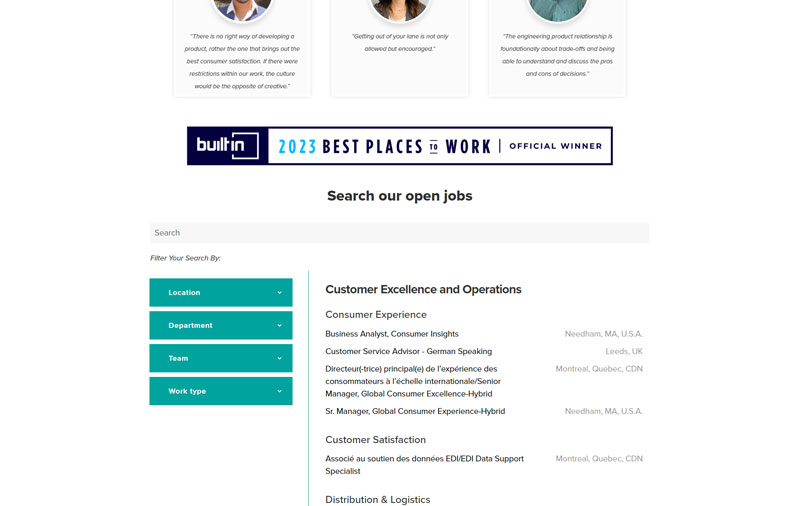 "There is no right way of developing a
product, rather the one that brings out the
best consumer satisfaction. If there were
restrictions within our work, the culture
would be the opposite of creative."
"Getting out of your lane is not only
allowed but encouraged."
"The engineering product relationship is
foundationally about trade-offs and being
able to understand and discuss the pros
and cons of decisions."
builtin 2023 BEST PLACES TO WORK | OFFICIAL WINNER
Search our open jobs
Search
Filter Your Search By:
Location
Department
Team
Work type
Customer Excellence and Operations
Consumer Experience
Business Analyst, Consumer Insights Needham, MA, U.S.A.
Customer Service Advisor - German Speaking Leeds, UK
Directeur(-trice) principal(e) de l'expérience des Montreal, Quebec, CDN
consommateurs à l'échelle internationale/Senior
Manager, Global Consumer Excellence-Hybrid
Sr. Manager, Global Consumer Experience-Hybrid Needham, MA, U.S.A.
Customer Satisfaction
Associé au soutien des données EDI/EDI Data Support Montreal, Quebec, CDN
Specialist
Distribution & Logistics